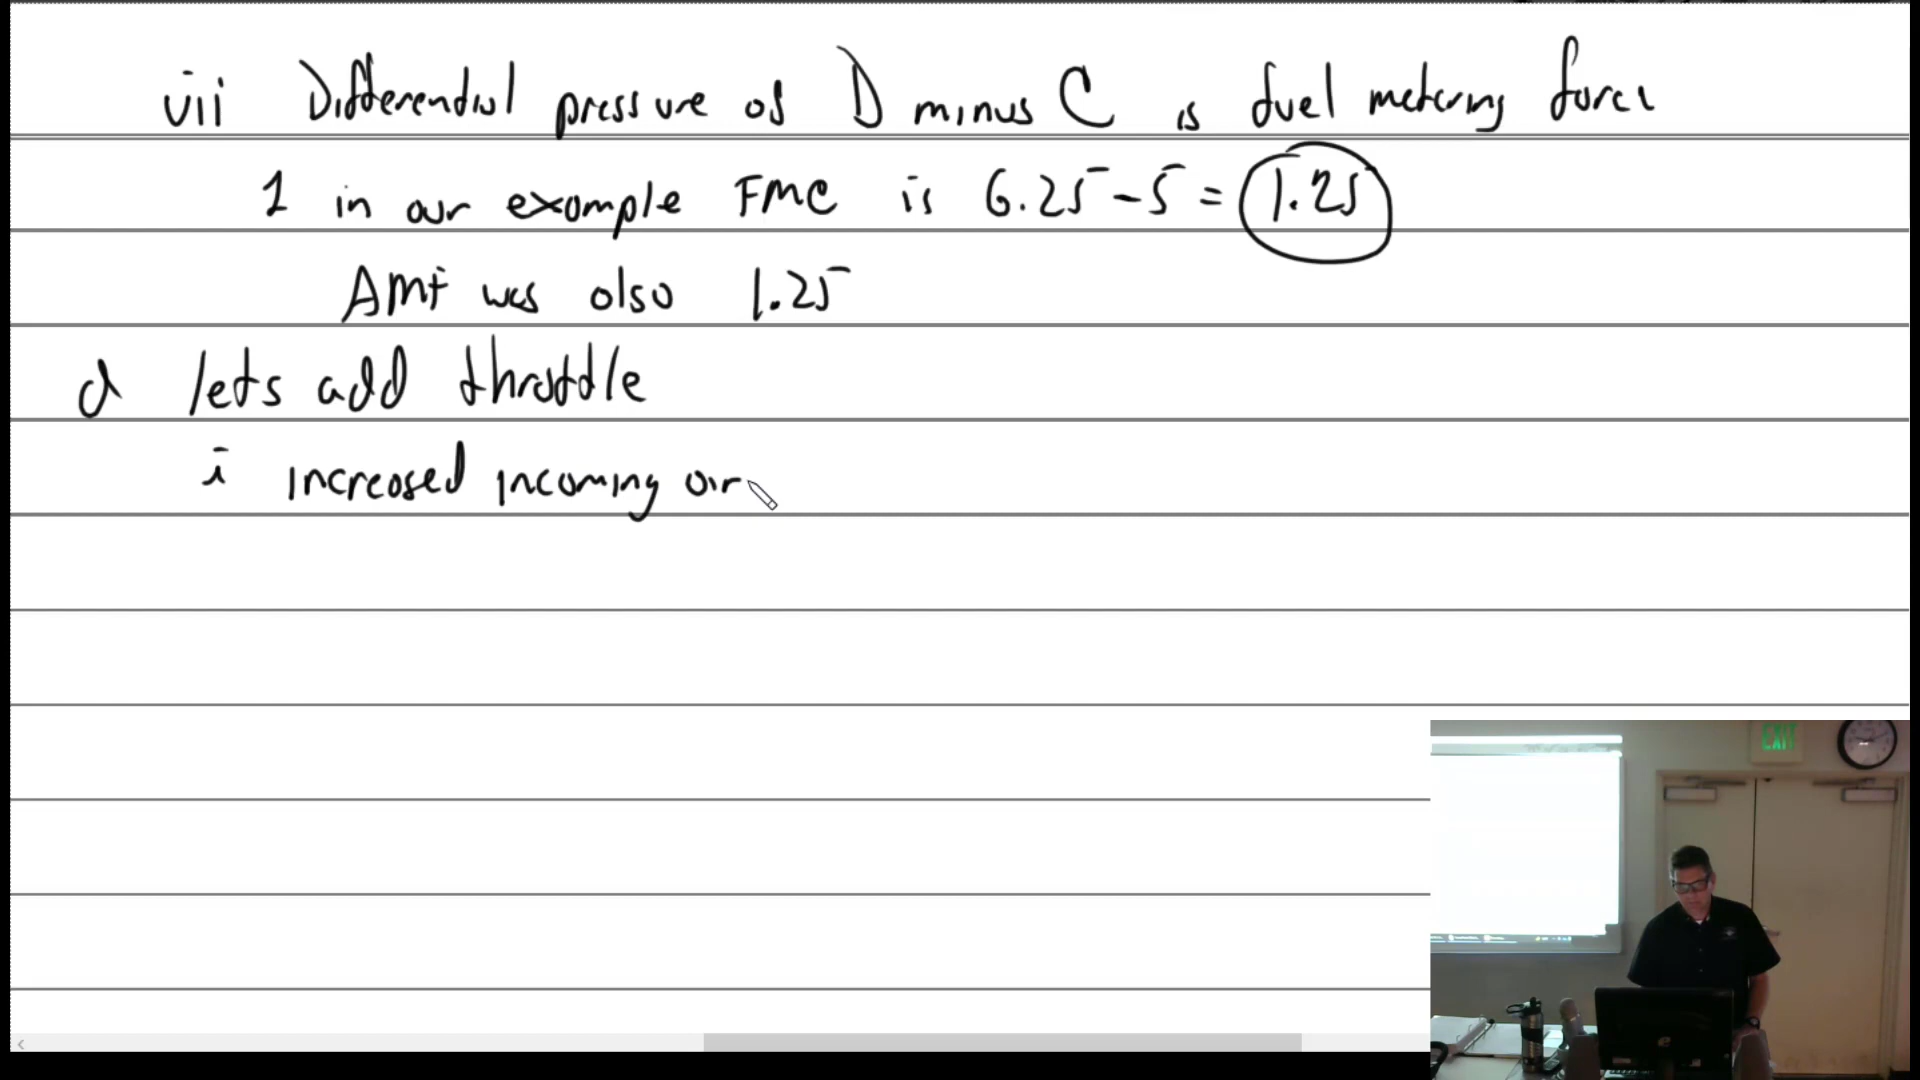 vii Differential pressure of D minus C is fuel metering force
1 in our example FMC is 6.25 - 5 = 1.25
AMF was also 1.25
d lets add throttle
i increased incoming air
EXIT